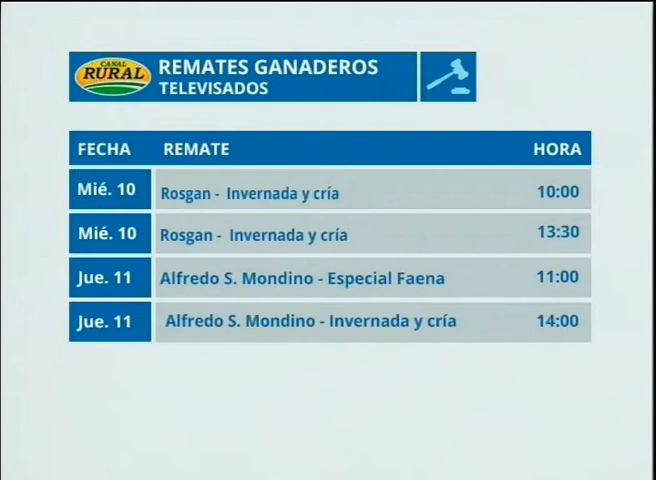 CANAL
RURAL
REMATES GANADEROS
TELEVISADOS
FECHA REMATE HORA
Mié. 10 Rosgan - Invernada y cría 10:00
Mié. 10 Rosgan - Invernada y cría 13:30
Jue. 11 Alfredo S. Mondino - Especial Faena 11:00
Jue. 11 Alfredo S. Mondino - Invernada y cría 14:00